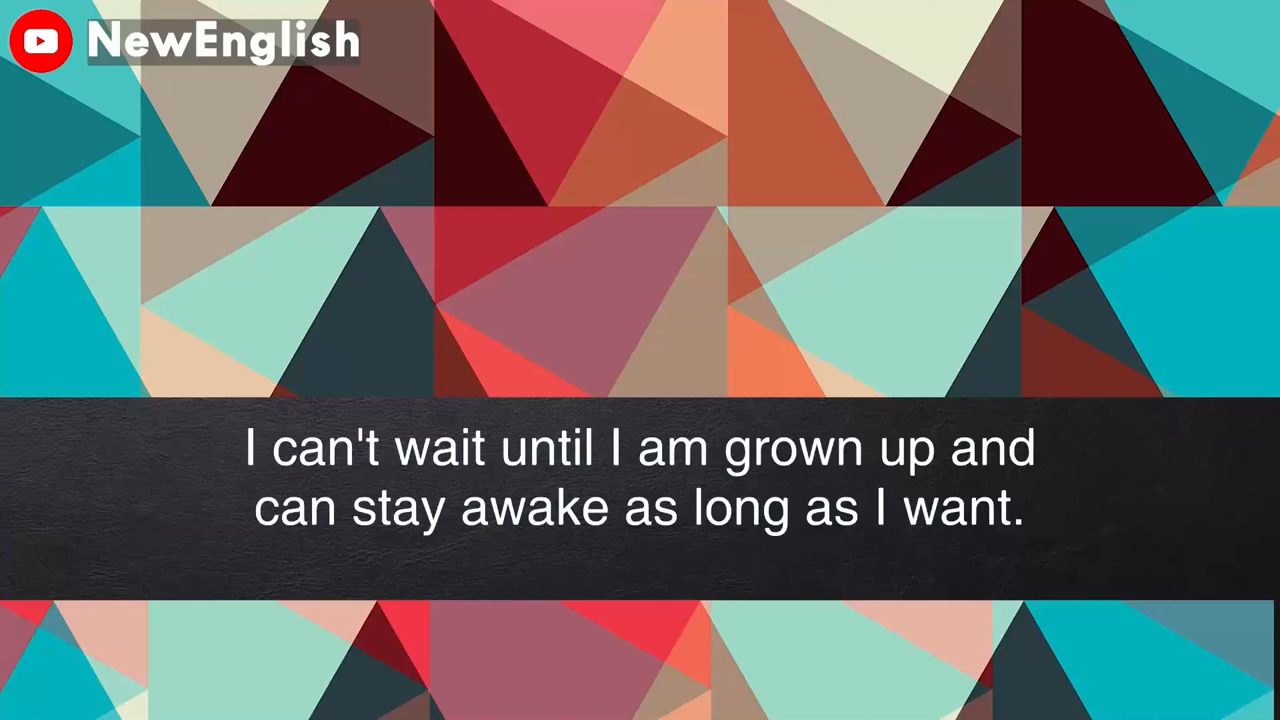 NewEnglish
I can't wait until I am grown up and
can stay awake as long as I want.